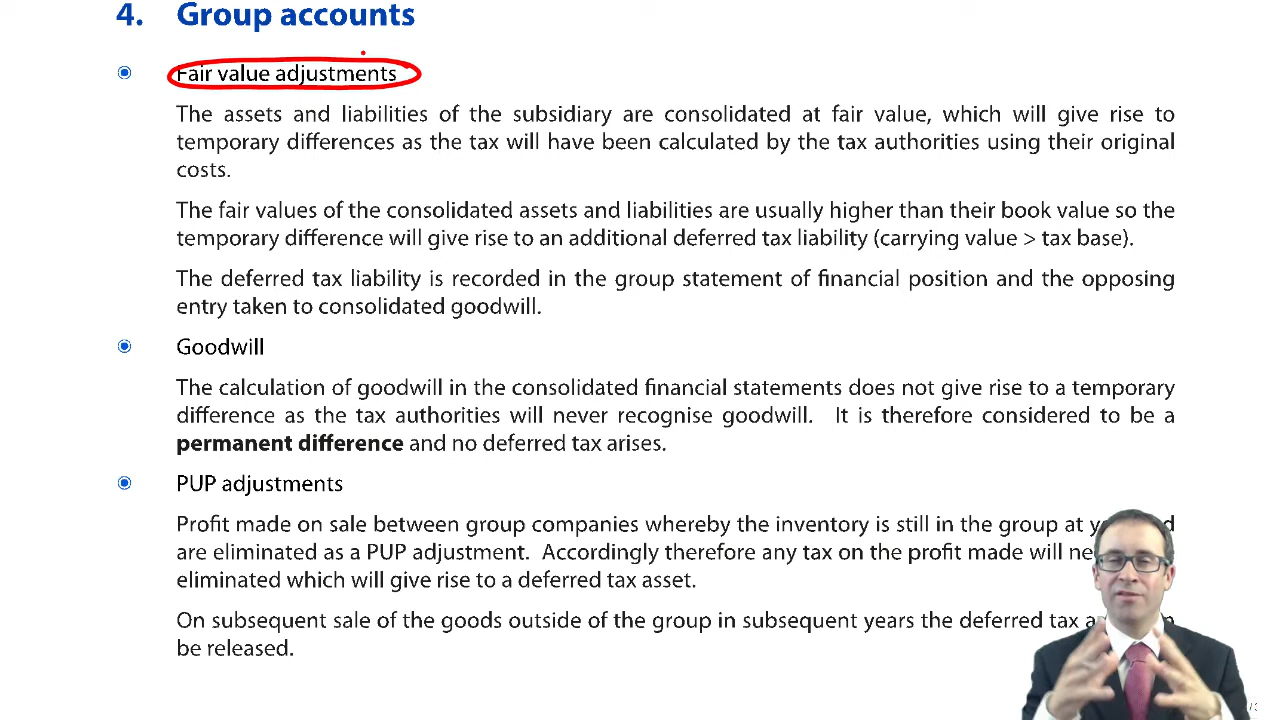 4. Group accounts
Fair value adjustments
The assets and liabilities of the subsidiary are consolidated at fair value, which will give rise to
temporary differences as the tax will have been calculated by the tax authorities using their original
costs.
The fair values of the consolidated assets and liabilities are usually higher than their book value so the
temporary difference will give rise to an additional deferred tax liability (carrying value > tax base).
The deferred tax liability is recorded in the group statement of financial position and the opposing
entry taken to consolidated goodwill.
Goodwill
The calculation of goodwill in the consolidated financial statements does not give rise to a temporary
difference as the tax authorities will never recognise goodwill. It is therefore considered to be a
permanent difference and no deferred tax arises.
PUP adjustments
Profit made on sale between group companies whereby the inventory is still in the group at
are eliminated as a PUP adjustment. Accordingly therefore any tax on the profit made will
eliminated which will give rise to a deferred tax asset.
On subsequent sale of the goods outside of the group in subsequent years the deferred tax
be released.